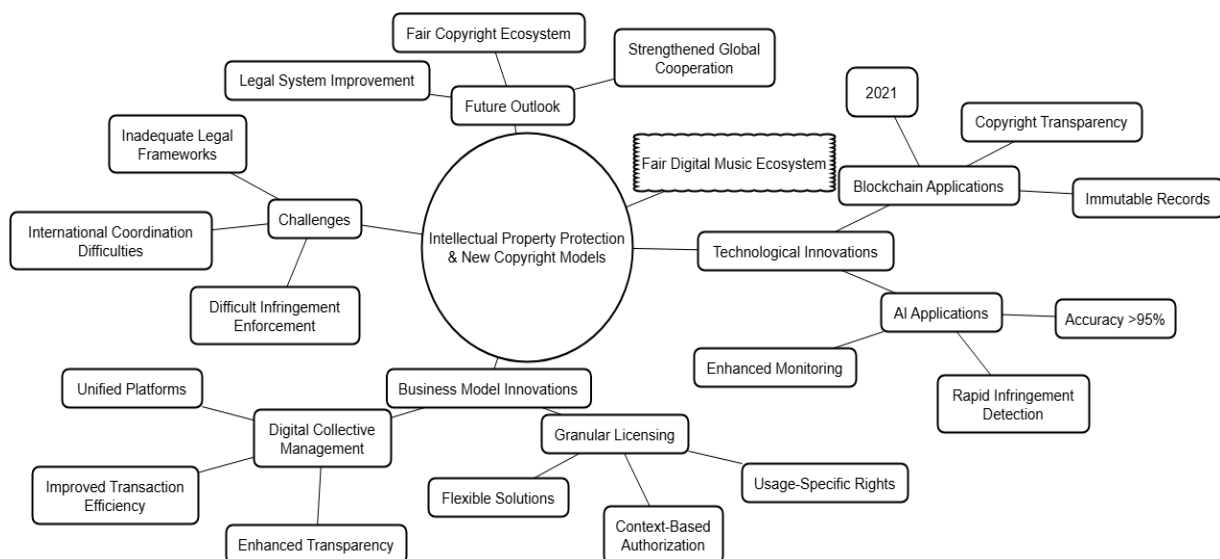 Fair Copyright Ecosystem
Strengthened Global
Cooperation
Legal System Improvement
Future Outlook
2021
Copyright Transparency
Inadequate Legal
Frameworks
Fair Digital Music Ecosystem
Blockchain Applications
Immutable Records
Challenges
International Coordination
Difficulties
Intellectual Property Protection
& New Copyright Models
Technological Innovations
Difficult Infringement
Enforcement
AI Applications
Accuracy >95%
Enhanced Monitoring
Rapid Infringement
Detection
Unified Platforms
Business Model Innovations
Digital Collective
Management
Granular Licensing
Improved Transaction
Efficiency
Flexible Solutions
Usage-Specific Rights
Enhanced Transparency
Context-Based
Authorization